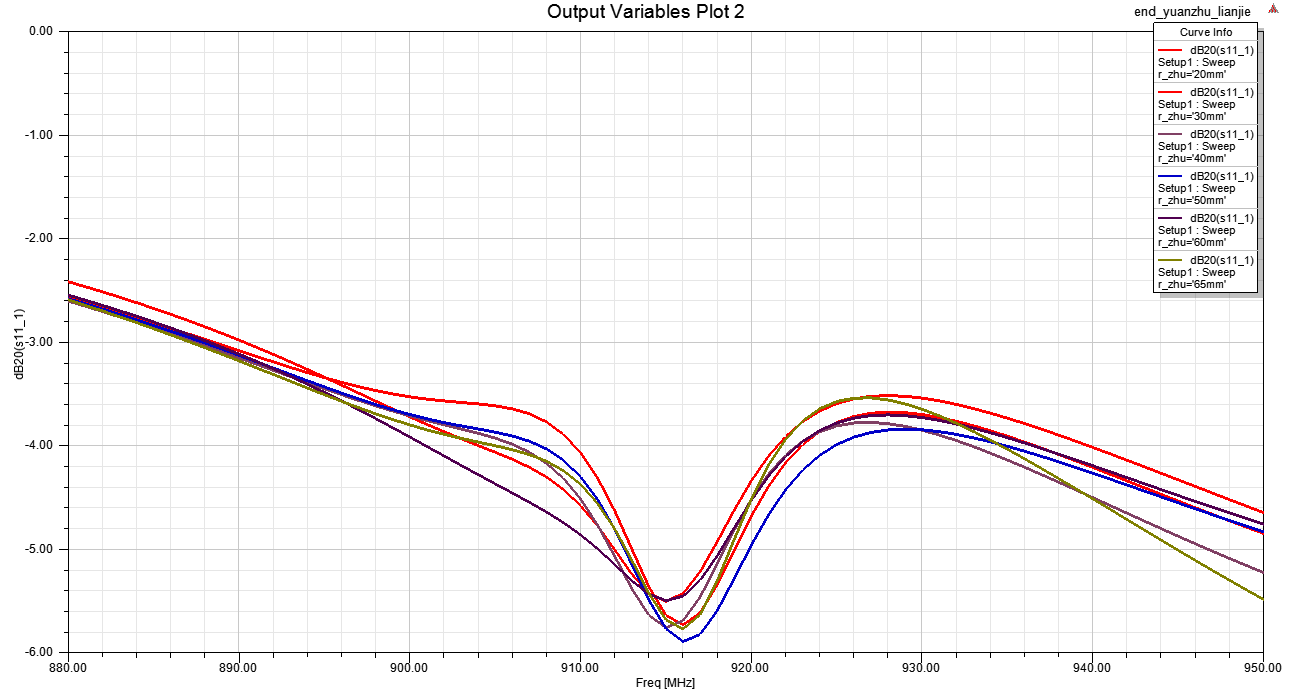 Output Variables Plot 2
end_yuanzhu_lianjie
Curve Info
dB20(s11_1)
Setup1 : Sweep
r_zhu='20mm'
dB20(s11_1)
Setup1 : Sweep
r_zhu='30mm'
dB20(s11_1)
Setup1 : Sweep
r_zhu='40mm'
dB20(s11_1)
Setup1 : Sweep
r_zhu='50mm'
dB20(s11_1)
Setup1 : Sweep
r_zhu='60mm'
dB20(s11_1)
Setup1 : Sweep
r_zhu='65mm'
0.00
-1.00
-2.00
-3.00
-4.00
-5.00
-6.00
dB20(s11_1)
880.00 890.00 900.00 910.00 920.00 930.00 940.00 950.00
Freq [MHz]